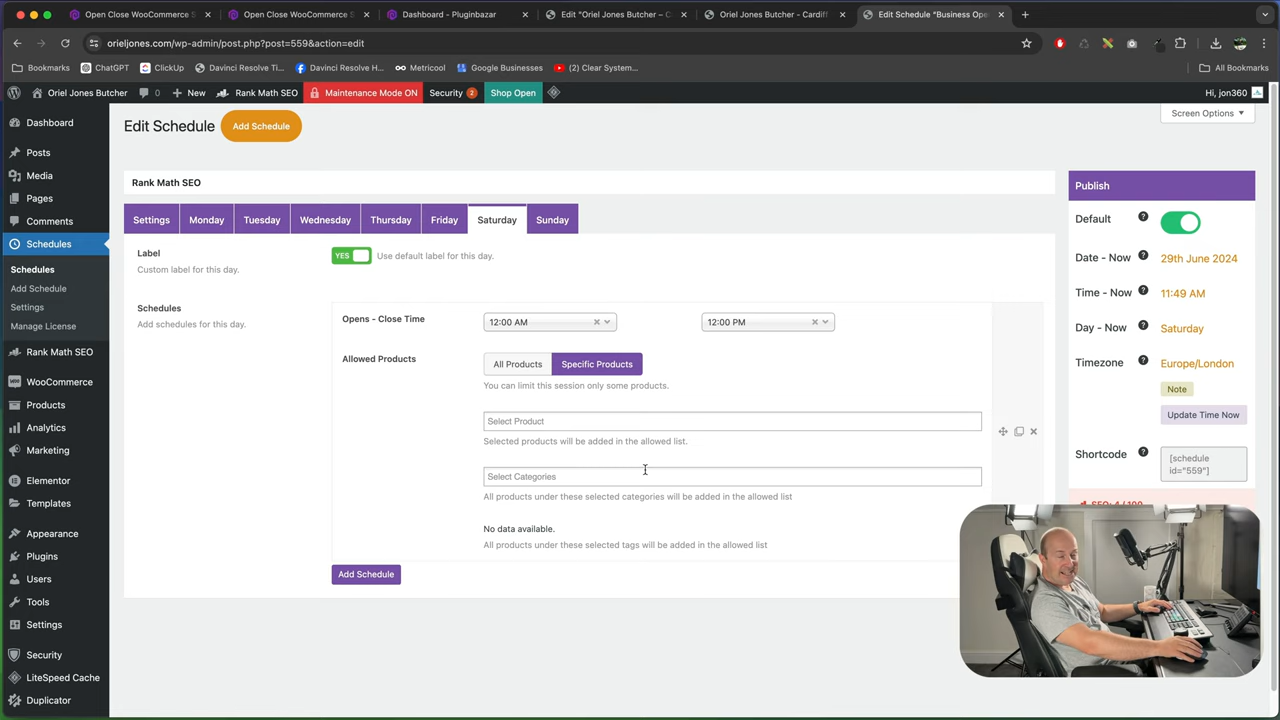 Open Close WooCommerce S
Open Close WooCommerce S
Dashboard - Pluginbazar
Edit "Oriel Jones Butcher – C
Oriel Jones Butcher - Cardiff
Edit Schedule "Business Ope
orieljones.com/wp-admin/post.php?post=559&action=edit
Bookmarks
ChatGPT
ClickUp
Davinci Resolve Ti...
Davinci Resolve H...
Metricool
Google Businesses
(2) Clear System...
All Bookmarks
Oriel Jones Butcher
0
New
Rank Math SEO
Maintenance Mode ON
Security 2
Shop Open
Hi, jon360
Dashboard
Posts
Media
Pages
Comments
Schedules
Schedules
Add Schedule
Settings
Manage License
Rank Math SEO
WooCommerce
Products
Analytics
Marketing
Elementor
Templates
Appearance
Plugins
Users
Tools
Settings
Security
LiteSpeed Cache
Duplicator
Screen Options
Edit Schedule
Add Schedule
Rank Math SEO
Settings
Monday
Tuesday
Wednesday
Thursday
Friday
Saturday
Sunday
Label
Custom label for this day.
YES
Use default label for this day.
Schedules
Add schedules for this day.
Opens - Close Time
12:00 AM
12:00 PM
Allowed Products
All Products
Specific Products
You can limit this session only some products.
Select Product
Selected products will be added in the allowed list.
Select Categories
All products under these selected categories will be added in the allowed list
No data available.
All products under these selected tags will be added in the allowed list
Add Schedule
Publish
Default
Date - Now
29th June 2024
Time - Now
11:49 AM
Day - Now
Saturday
Timezone
Europe/London
Note
Update Time Now
Shortcode
[schedule
id="559"]
SEO: 4 / 100